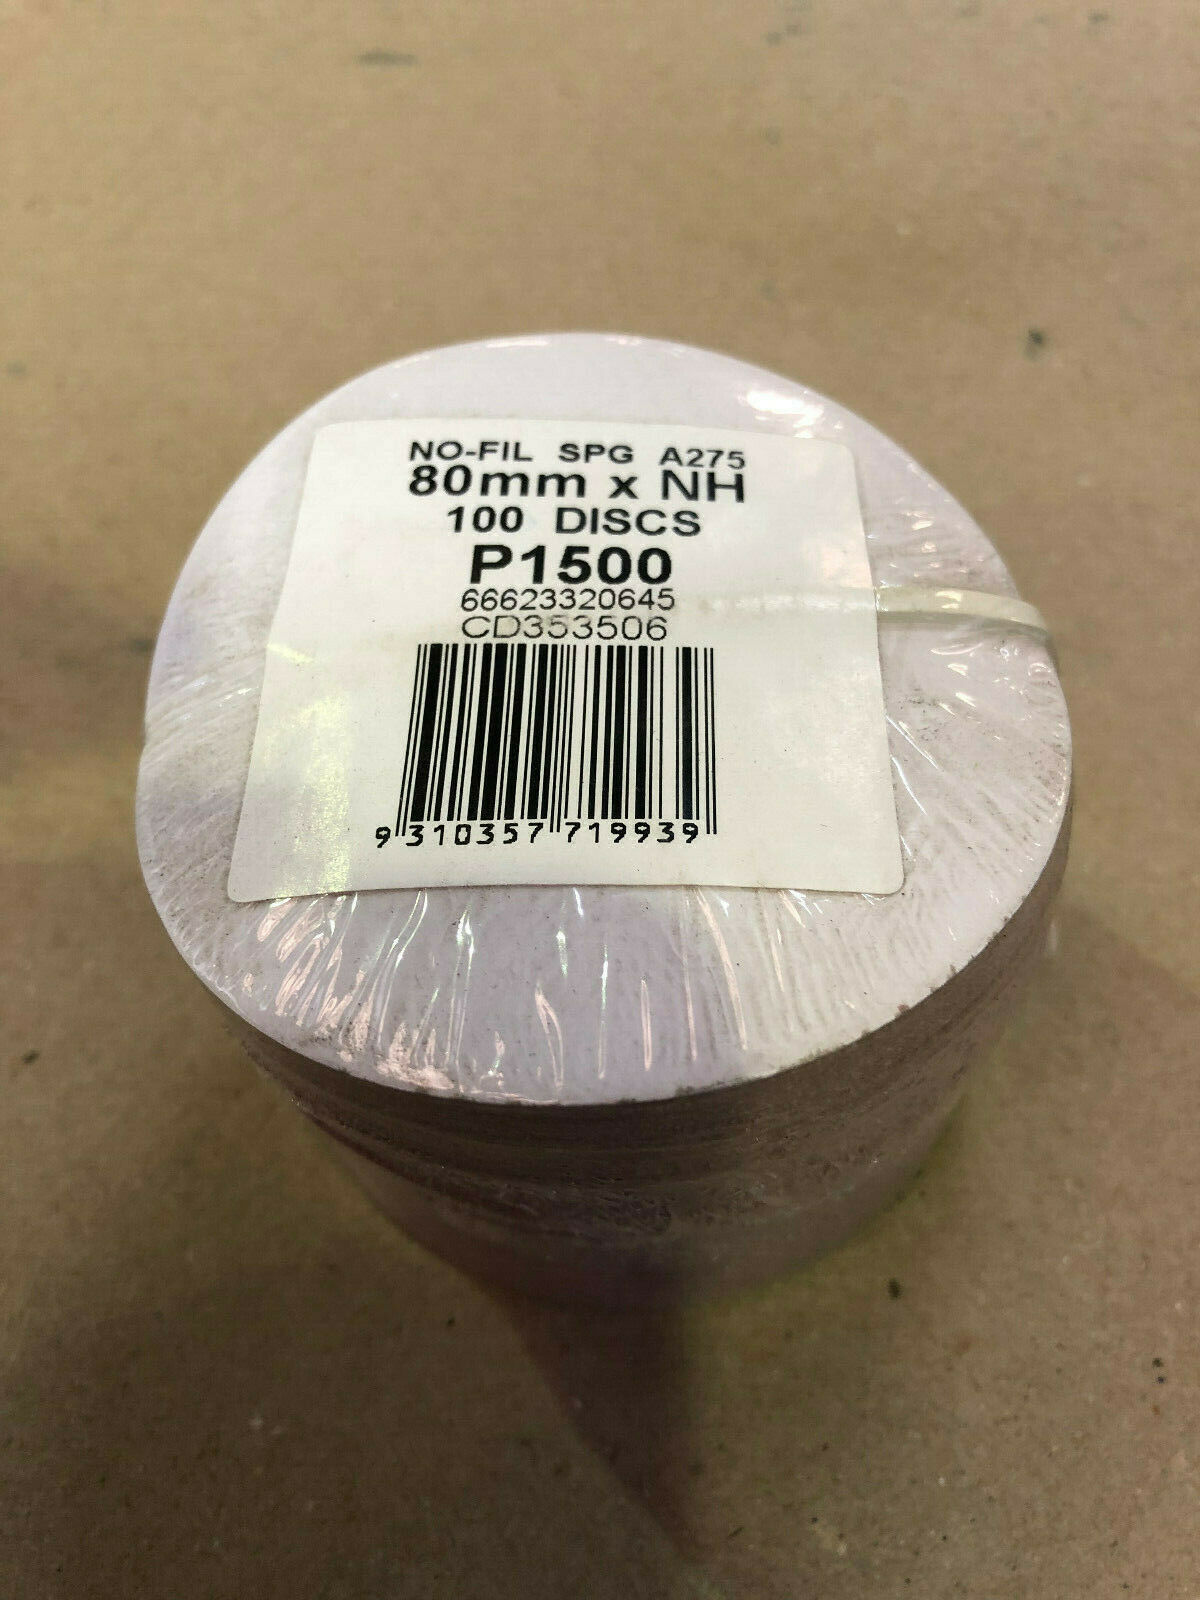 NO-FIL SPG A275
80mm x NH
100 DISCS
P1500
66623320645
CD353506
9 310357 719939